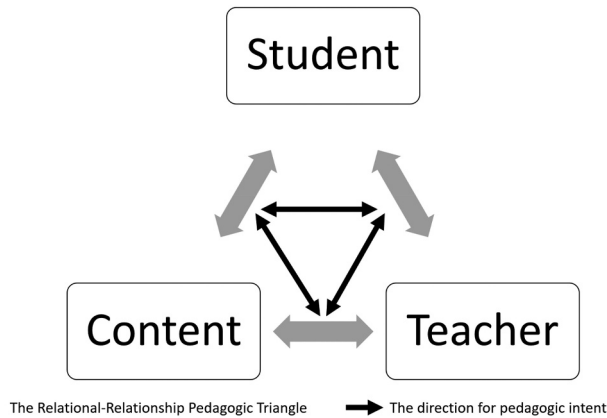 Student
Content
Teacher
The Relational-Relationship Pedagogic Triangle
The direction for pedagogic intent